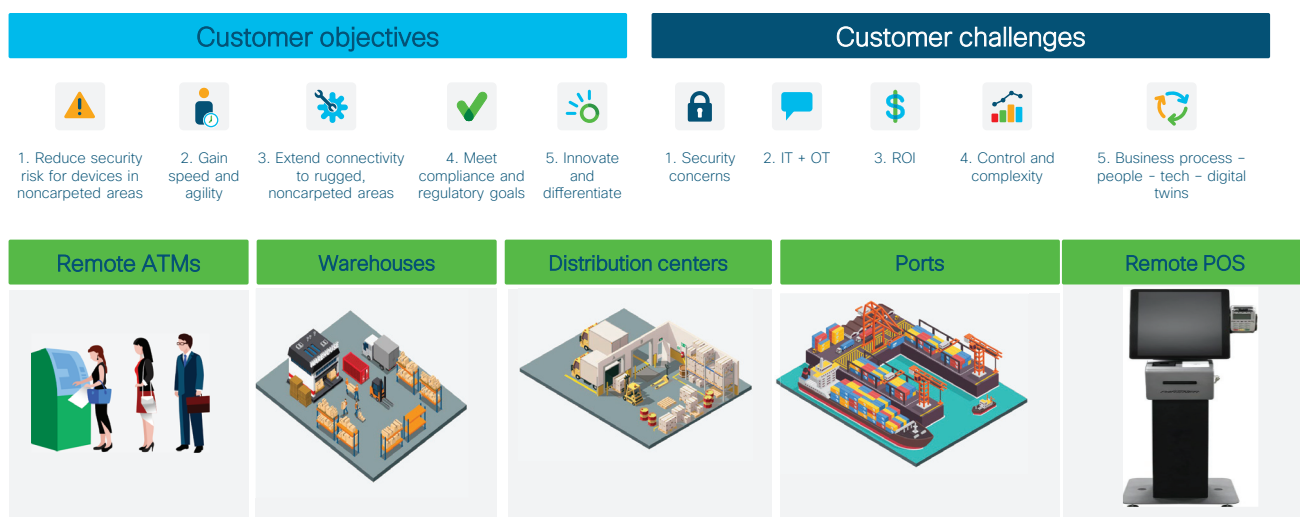 Customer objectives
Customer challenges
1. Reduce security
risk for devices in
noncarpeted areas
2. Gain
speed and
agility
3. Extend connectivity
to rugged,
noncarpeted areas
4. Meet
compliance and
regulatory goals
5. Innovate
and
differentiate
1. Security
concerns
2. IT + OT
3. ROI
4. Control and
complexity
5. Business process –
people – tech – digital
twins
Remote ATMs
Warehouses
Distribution centers
Ports
Remote POS